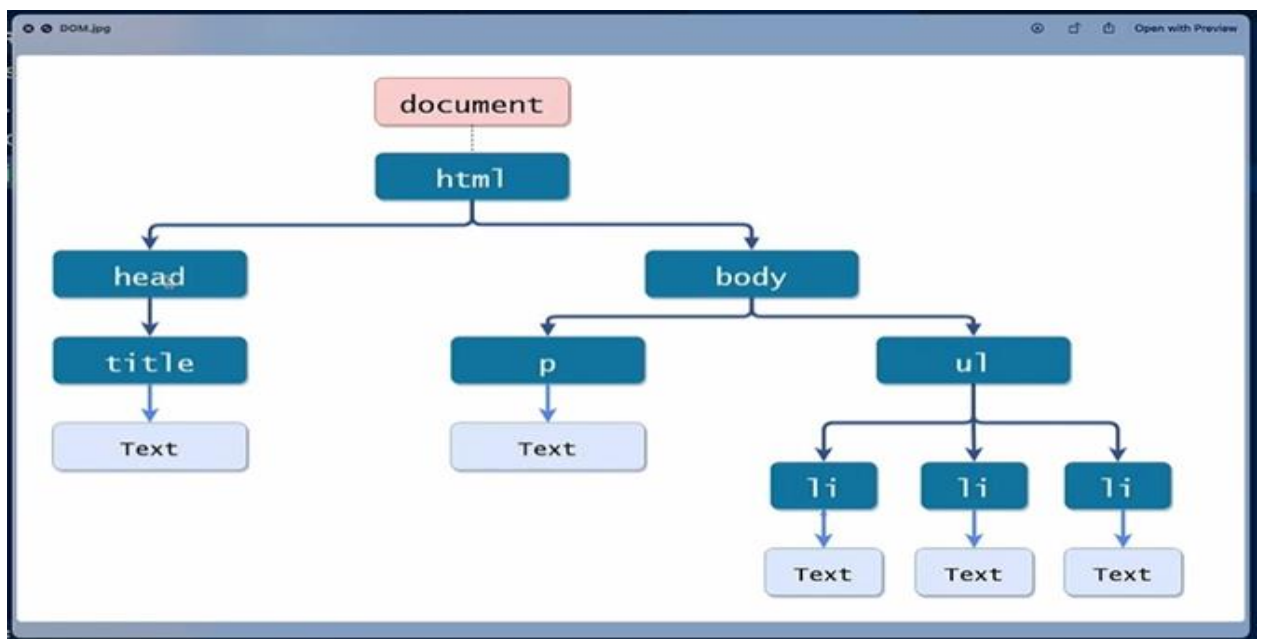 DOM.jpg
Open with Preview
document
html
head
body
title
p
ul
Text
Text
li
li
li
Text
Text
Text